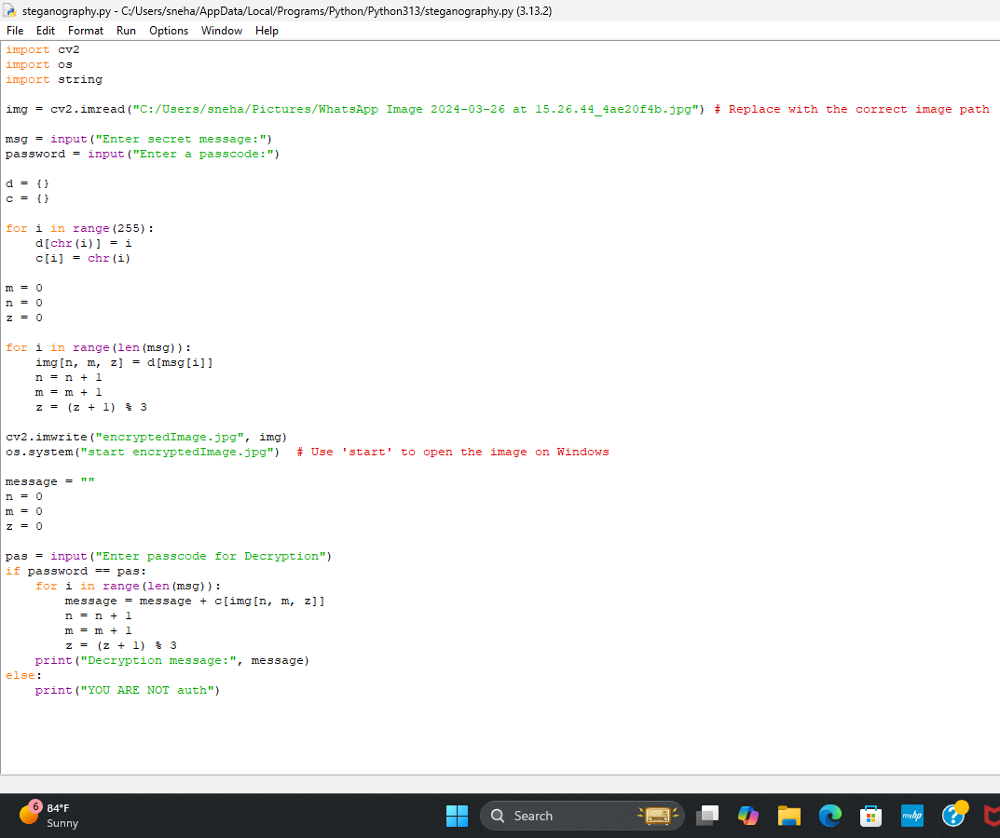 steganography.py - C:/Users/sneha/AppData/Local/Programs/Python/Python313/steganography.py (3.13.2)
File Edit Format Run Options Window Help
import cv2
import os
import string
img = cv2.imread("C:/Users/sneha/Pictures/WhatsApp Image 2024-03-26 at 15.26.44_4ae20f4b.jpg") # Replace with the correct image path
msg = input("Enter secret message:")
password = input("Enter a passcode:")
d = {}
c = {}
for i in range(255):
    d[chr(i)] = i
    c[i] = chr(i)
m = 0
n = 0
z = 0
for i in range(len(msg)):
    img[n, m, z] = d[msg[i]]
    n = n + 1
    m = m + 1
    z = (z + 1) % 3
cv2.imwrite("encryptedImage.jpg", img)
os.system("start encryptedImage.jpg")  # Use 'start' to open the image on Windows
message = ""
n = 0
m = 0
z = 0
pas = input("Enter passcode for Decryption")
if password == pas:
    for i in range(len(msg)):
        message = message + c[img[n, m, z]]
        n = n + 1
        m = m + 1
        z = (z + 1) % 3
    print("Decryption message:", message)
else:
    print("YOU ARE NOT auth")
6
84°F
Sunny
Search
myhp
?